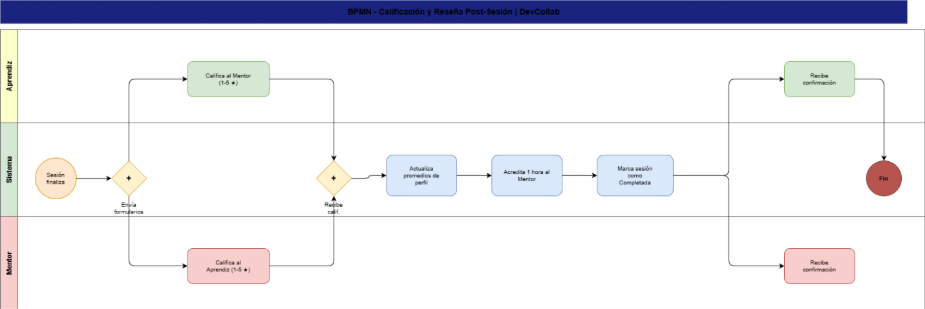 BPMN - Calificación y Reseña Post-Sesión | DevCollab
Aprendiz
Califica al Mentor
(1-5 ★)
Recibe
confirmación
Sistema
Sesión
finaliza
+
Envía
formularios
+
Recibe
calif.
Actualiza
promedios de
perfil
Acredita 1 hora al
Mentor
Marca sesión
como
Completada
Fin
Mentor
Califica al
Aprendiz (1-5 ★)
Recibe
confirmación